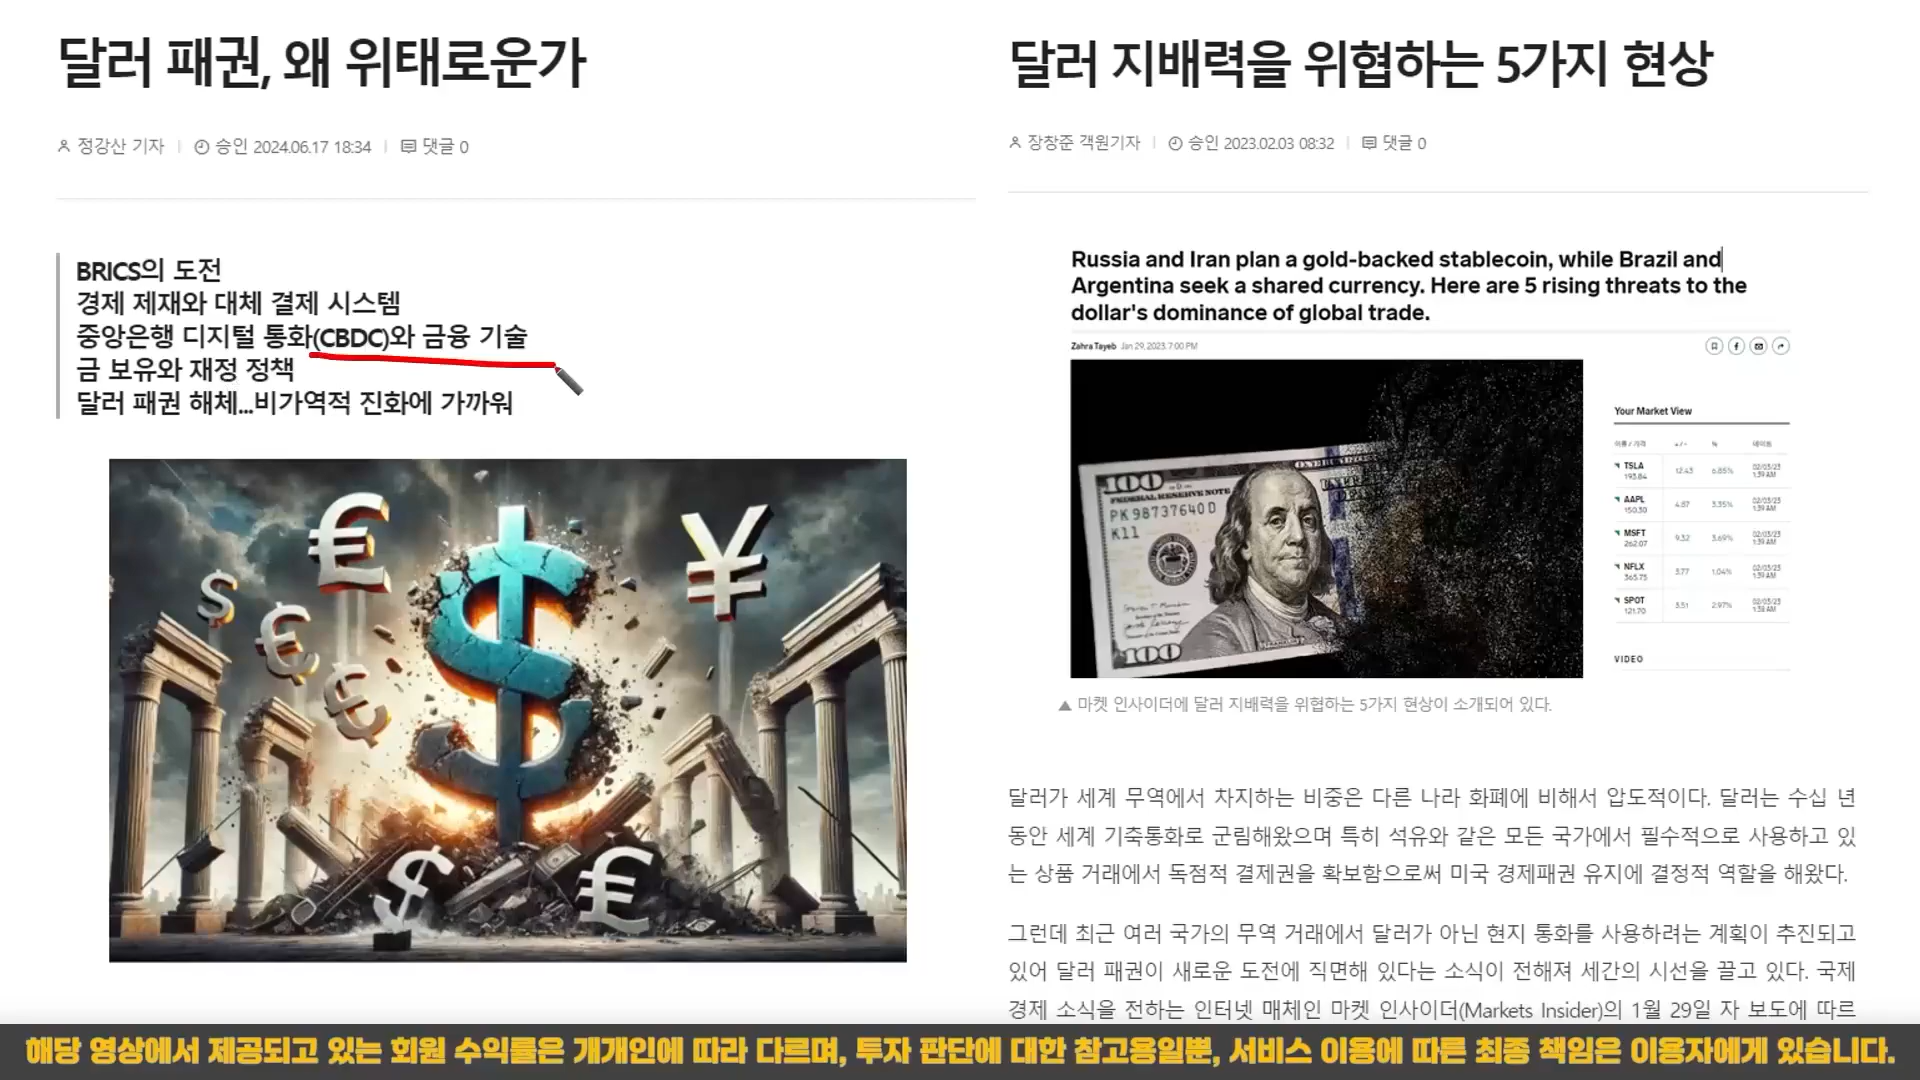 달러 패권, 왜 위태로운가
정강산 기자
승인 2024.06.17 18:34
댓글 0
BRICS의 도전
경제 제재와 대체 결제 시스템
중앙은행 디지털 통화(CBDC)와 금융 기술
금 보유와 재정 정책
달러 패권 해체...비가역적 진화에 가까워
달러 지배력을 위협하는 5가지 현상
장창준 객원기자
승인 2023.02.03 08:32
댓글 0
Russia and Iran plan a gold-backed stablecoin, while Brazil and
Argentina seek a shared currency. Here are 5 rising threats to the
dollar's dominance of global trade.
Zahra Tayeb Jan 29, 2023, 7:00 PM
100
FEDERAL RESERVE NOTE
PK 98737640 D
K11
100
Your Market View
이름 / 가격 +/- % 데이트
TSLA 12.43 6.85% 02/03/23
193.84 1:39 AM
AAPL 4.87 3.35% 02/03/23
150.30 1:39 AM
MSFT 9.32 3.69% 02/03/23
262.07 1:39 AM
NFLX 3.77 1.04% 02/03/23
365.75 1:39 AM
SPOT 3.51 2.97% 02/03/23
121.70 1:38 AM
VIDEO
▲ 마켓 인사이더에 달러 지배력을 위협하는 5가지 현상이 소개되어 있다.
달러가 세계 무역에서 차지하는 비중은 다른 나라 화폐에 비해서 압도적이다. 달러는 수십 년
동안 세계 기축통화로 군림해왔으며 특히 석유와 같은 모든 국가에서 필수적으로 사용하고 있
는 상품 거래에서 독점적 결제권을 확보함으로써 미국 경제패권 유지에 결정적 역할을 해왔다.
그런데 최근 여러 국가의 무역 거래에서 달러가 아닌 현지 통화를 사용하려는 계획이 추진되고
있어 달러 패권이 새로운 도전에 직면해 있다는 소식이 전해져 세간의 시선을 끌고 있다. 국제
경제 소식을 전하는 인터넷 매체인 마켓 인사이더(Markets Insider)의 1월 29일 자 보도에 따르
해당 영상에서 제공되고 있는 회원 수익률은 개개인에 따라 다르며, 투자 판단에 대한 참고용일뿐, 서비스 이용에 따른 최종 책임은 이용자에게 있습니다.